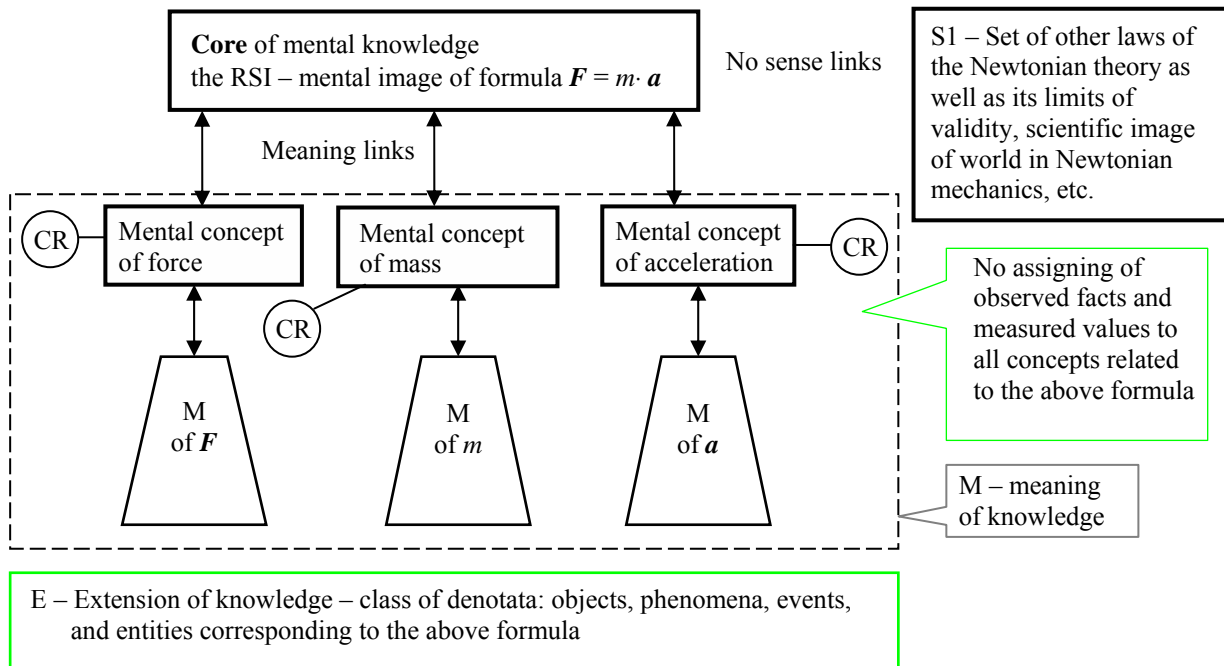 Core of mental knowledge
the RSI – mental image of formula F = m· a
No sense links
S1 – Set of other laws of
the Newtonian theory as
well as its limits of
validity, scientific image
of world in Newtonian
mechanics, etc.
Meaning links
CR
Mental concept
of force
Mental concept
of mass
CR
Mental concept
of acceleration
CR
No assigning of
observed facts and
measured values to
all concepts related
to the above formula
M
of F
M
of m
M
of a
M – meaning
of knowledge
E – Extension of knowledge – class of denotata: objects, phenomena, events,
and entities corresponding to the above formula